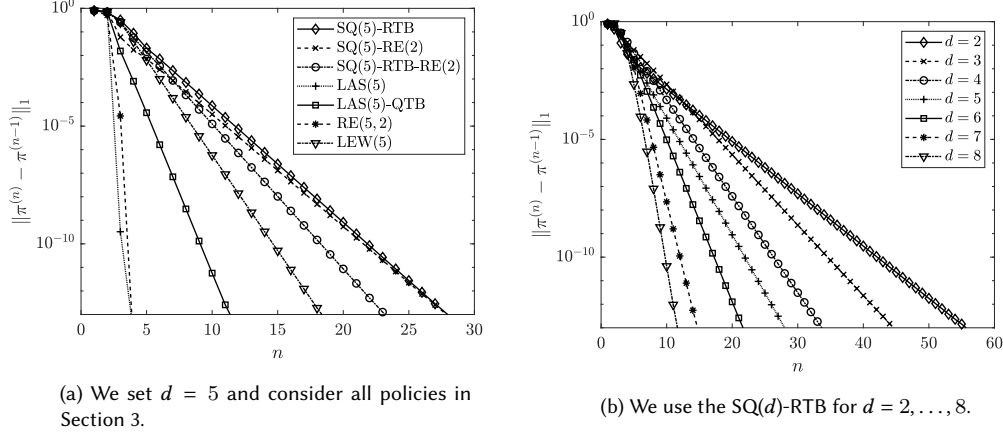 10^0
10^{-5}
10^{-10}
||π^{(n)} − π^{(n−1)}||_1
0 5 10 15 20 25 30
n
SQ(5)-RTB
SQ(5)-RE(2)
SQ(5)-RTB-RE(2)
LAS(5)
LAS(5)-QTB
RE(5, 2)
LEW(5)
(a) We set d = 5 and consider all policies in
Section 3.
10^0
10^{-5}
10^{-10}
||π^{(n)} − π^{(n−1)}||_1
0 10 20 30 40 50 60
n
d = 2
d = 3
d = 4
d = 5
d = 6
d = 7
d = 8
(b) We use the SQ(d)-RTB for d = 2, . . . , 8.